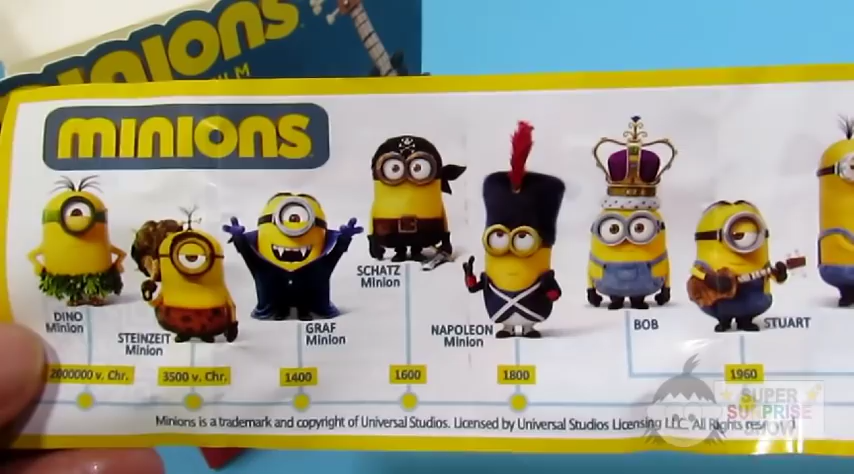 minions
FILM
minions
DINO
Minion
STEINZEIT
Minion
GRAF
Minion
SCHATZ
Minion
NAPOLEON
Minion
BOB
STUART
2000000 v. Chr.
3500 v. Chr.
1400
1600
1800
1960
Minions is a trademark and copyright of Universal Studios. Licensed by Universal Studios Licensing LLC. All Rights
SUPER
SURPRISE
SHOW